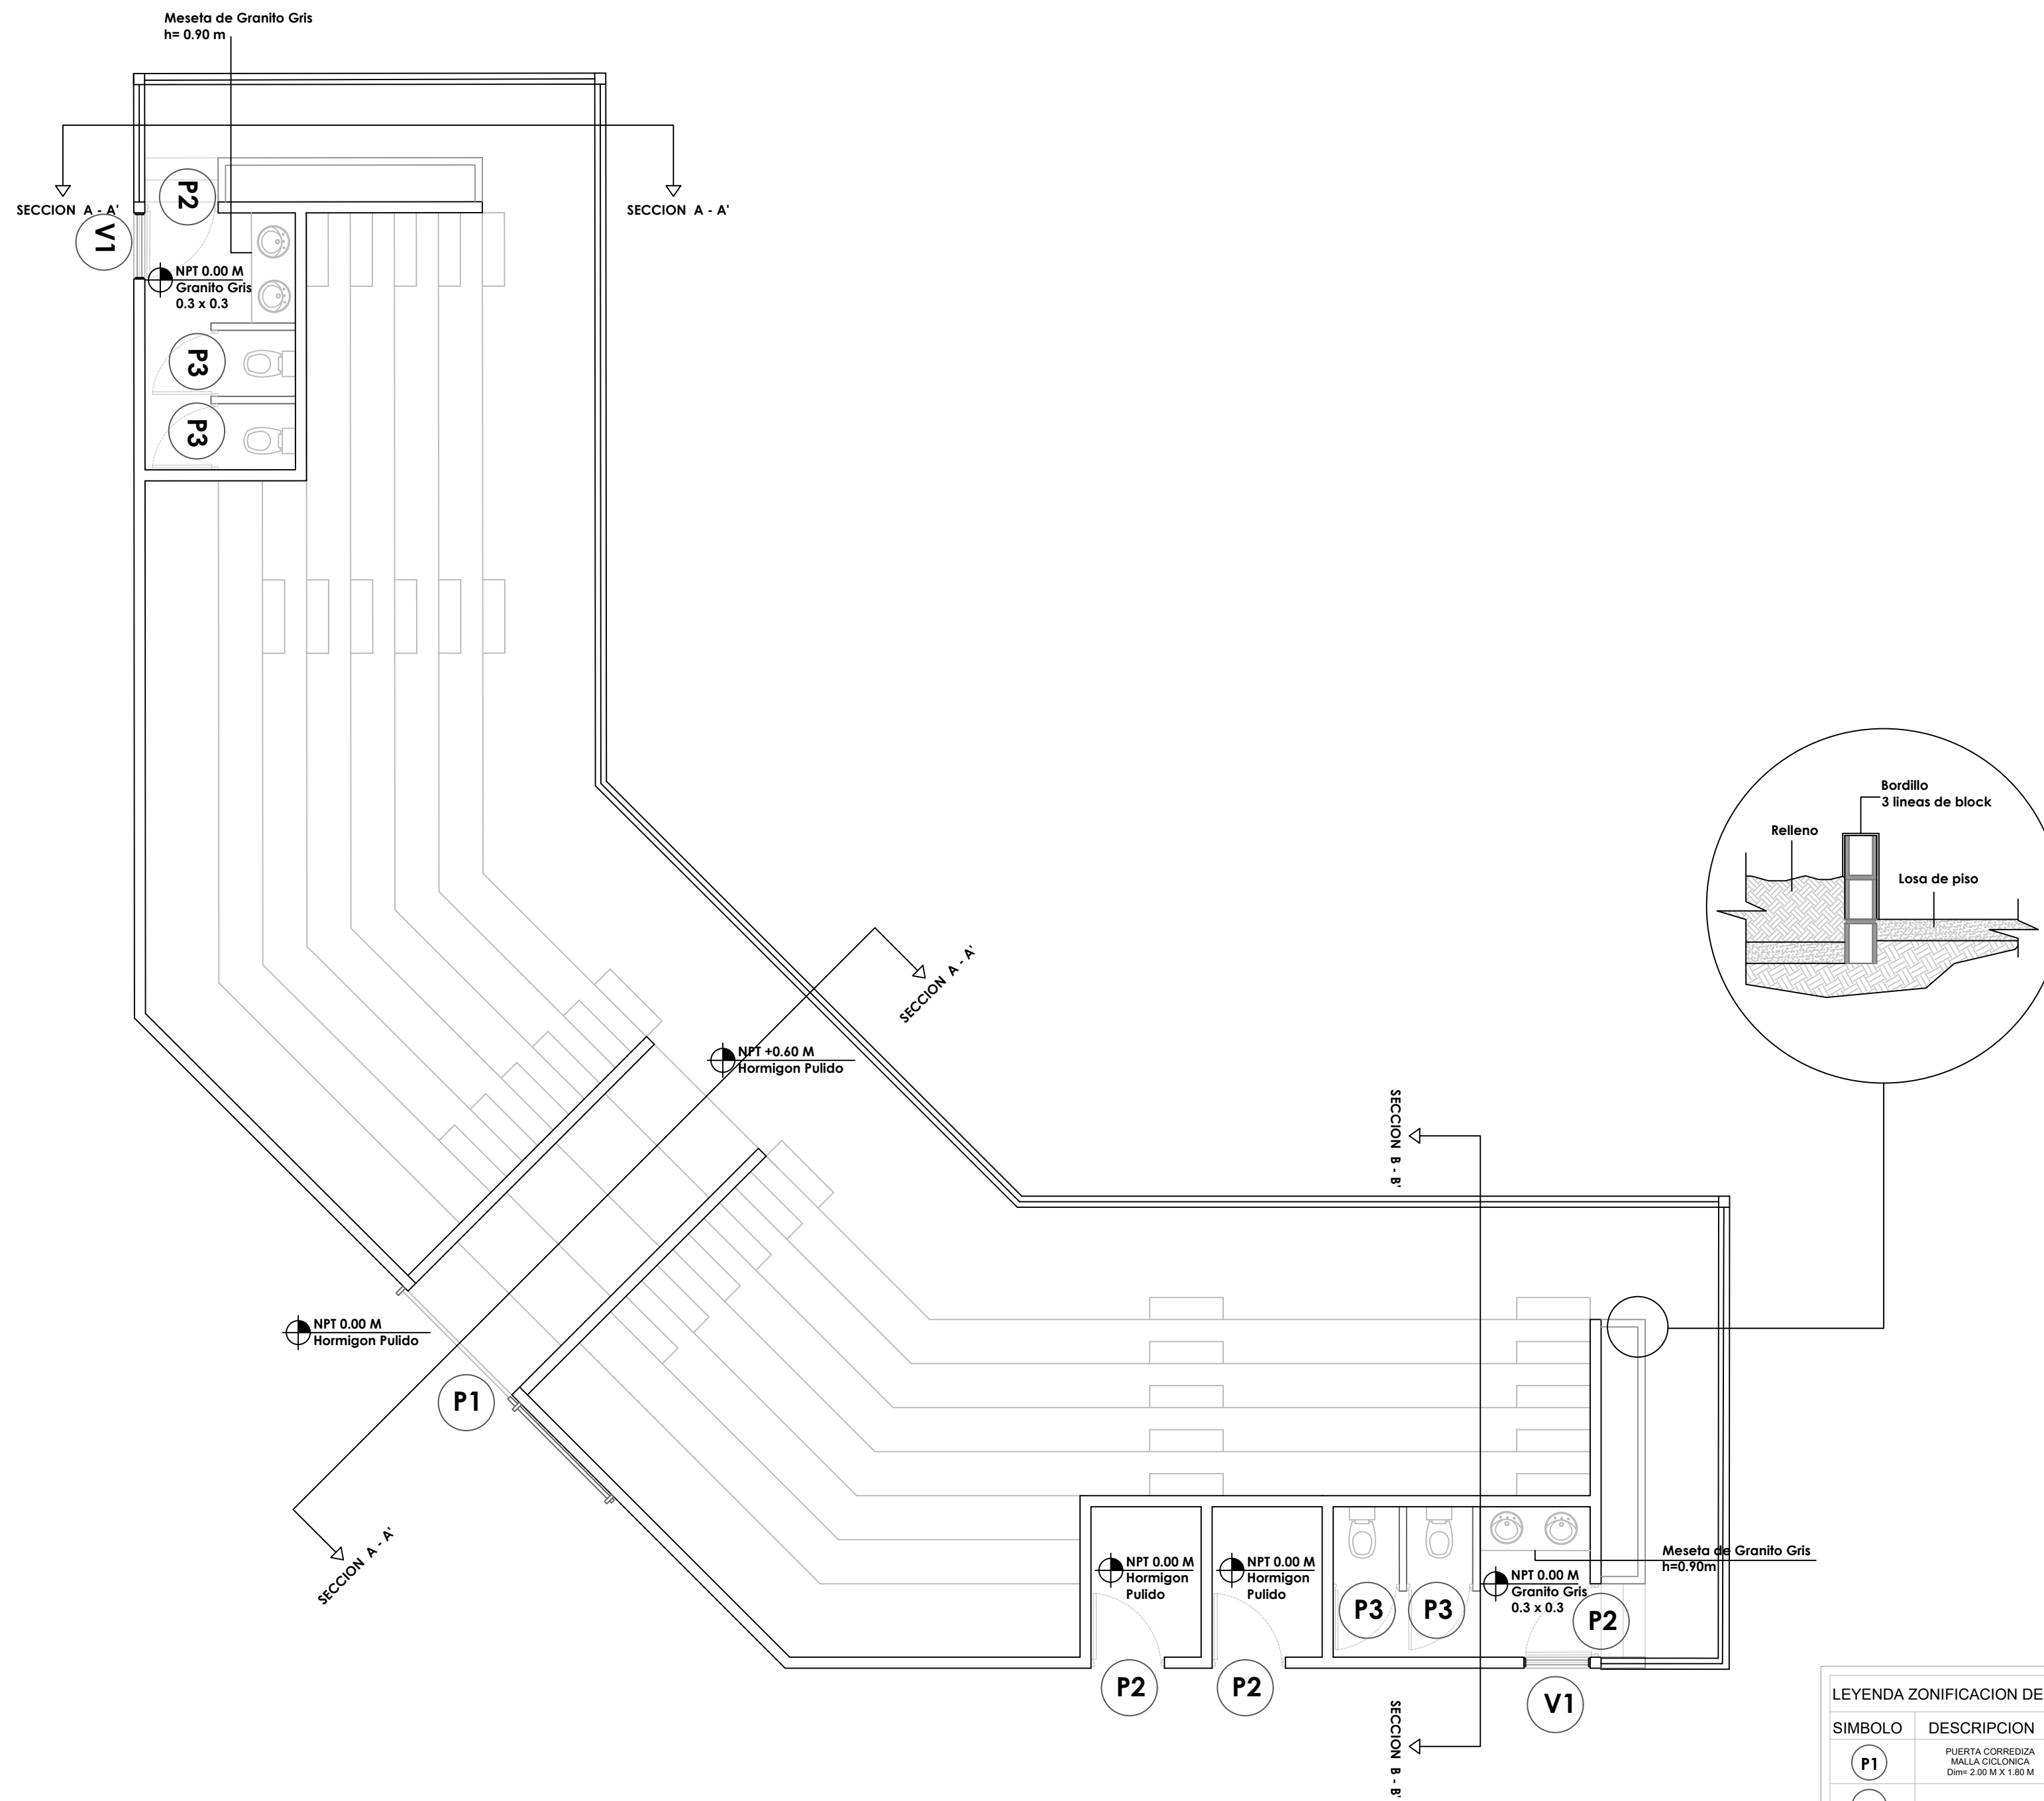 Meseta de Granito Gris
h= 0.90 m
SECCION A - A'
SECCION A - A'
P2
V1
NPT 0.00 M
Granito Gris
0.3 x 0.3
P3
P3
Bordillo
3 lineas de block
Relleno
Losa de piso
SECCION A - A'
NPT +0.60 M
Hormigon Pulido
SECCION B - B'
NPT 0.00 M
Hormigon Pulido
P1
SECCION A - A'
NPT 0.00 M
Hormigon
Pulido
NPT 0.00 M
Hormigon
Pulido
Meseta de Granito Gris
h=0.90m
NPT 0.00 M
Granito Gris
0.3 x 0.3
P3
P3
P2
P2
P2
V1
SECCION B - B'
LEYENDA ZONIFICACION DE
SIMBOLO DESCRIPCION
P1
PUERTA CORREDIZA
MALLA CICLONICA
Dim= 2.00 M X 1.80 M